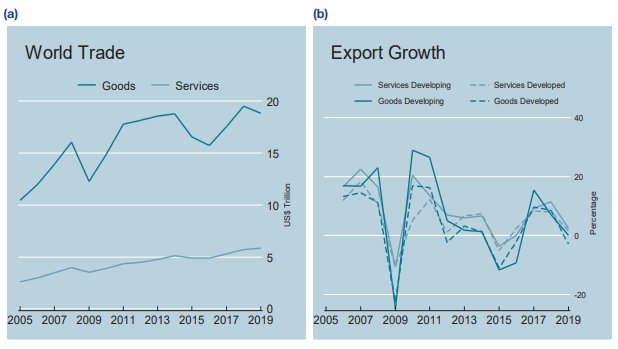 (a)
World Trade
Goods Services
20
15
10
5
0
US$ Trillion
2005 2007 2009 2011 2013 2015 2017 2019
(b)
Export Growth
Services Developing Services Developed
Goods Developing Goods Developed
40
20
0
-20
Percentage
2005 2007 2009 2011 2013 2015 2017 2019